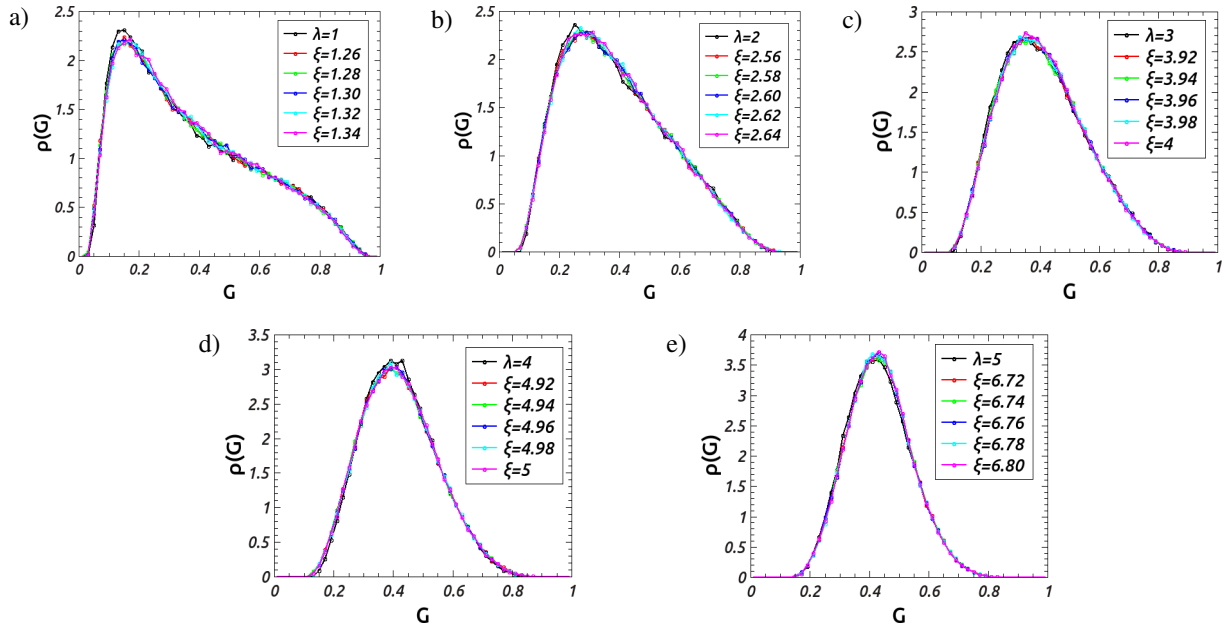 a)
2.5
2
1.5
1
0.5
0
0 0.2 0.4 0.6 0.8 1
ρ(G)
G
λ=1
ξ=1.26
ξ=1.28
ξ=1.30
ξ=1.32
ξ=1.34
b)
2.5
2
1.5
1
0.5
0
0 0.2 0.4 0.6 0.8 1
ρ(G)
G
λ=2
ξ=2.56
ξ=2.58
ξ=2.60
ξ=2.62
ξ=2.64
c)
3
2.5
2
1.5
1
0.5
0
0 0.2 0.4 0.6 0.8 1
ρ(G)
G
λ=3
ξ=3.92
ξ=3.94
ξ=3.96
ξ=3.98
ξ=4
d)
3.5
3
2.5
2
1.5
1
0.5
0
0 0.2 0.4 0.6 0.8 1
ρ(G)
G
λ=4
ξ=4.92
ξ=4.94
ξ=4.96
ξ=4.98
ξ=5
e)
4
3.5
3
2.5
2
1.5
1
0.5
0
0 0.2 0.4 0.6 0.8 1
ρ(G)
G
λ=5
ξ=6.72
ξ=6.74
ξ=6.76
ξ=6.78
ξ=6.80